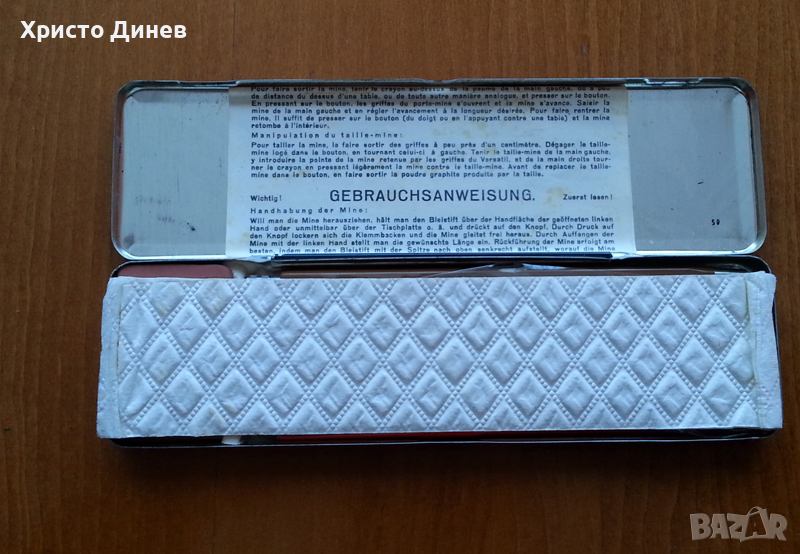 Христо Динев
Pour faire sortir la mine, tenir le crayon au-dessus de la paume de la main gauche, ou à peu
de distance du dessus d'une table, ou de toute autre manière analogue, et presser sur le bouton.
En pressant sur le bouton, les griffes du porte-mine s'ouvrent et la mine s'avance. Saisir la
mine de la main gauche et en régler l'avancement à la longueur désirée. Pour faire rentrer la
mine, il suffit de presser sur le bouton (du doigt ou en l'appuyant contre une table) et la mine
retombe à l'intérieur.
Manipulation du taille-mine:
Pour tailler la mine, la faire sortir des griffes à peu près d'un centimètre. Dégager le taille-
mine logé dans le bouton, en tournant celui-ci à gauche. Tenir le taille-mine de la main gauche,
y introduire la pointe de la mine retenue par les griffes du Versatil, et de la main droite tour-
ner le crayon en pressant légèrement la mine contre le taille-mine. Avant de replacer le taille-
mine dans le bouton, en faire sortir la poudre graphite produite par la taille.
Wichtig! GEBRAUCHSANWEISUNG. Zuerst lesen!
Handhabung der Mine:
Will man die Mine herausziehen, hält man den Bleistift über der Handfläche der geöffneten linken
Hand oder unmittelbar über der Tischplatte o. ä. und drückt auf den Knopf. Durch Druck auf
den Knopf lockern sich die Klemmbacken und die Mine gleitet frei heraus. Durch Auffangen der
Mine mit der linken Hand stellt man die gewünschte Länge ein. Rückführung der Mine erfolgt am
besten, indem man den Bleistift mit der Spitze nach oben senkrecht aufstellt, worauf die Mine
BAZAR